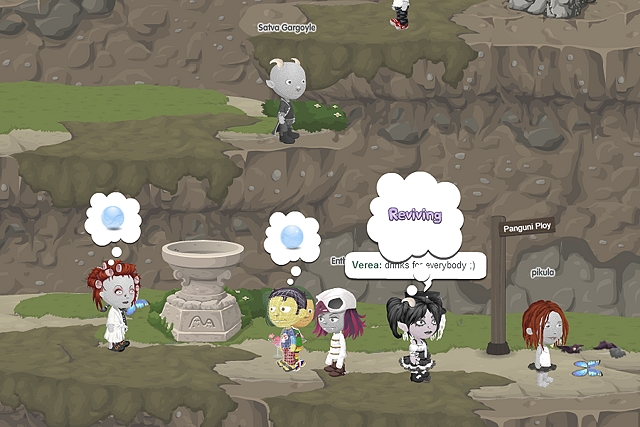 Satva Gargoyle
Reviving
Panguni Ploy
Verea: drinks for everybody ;)
pikula